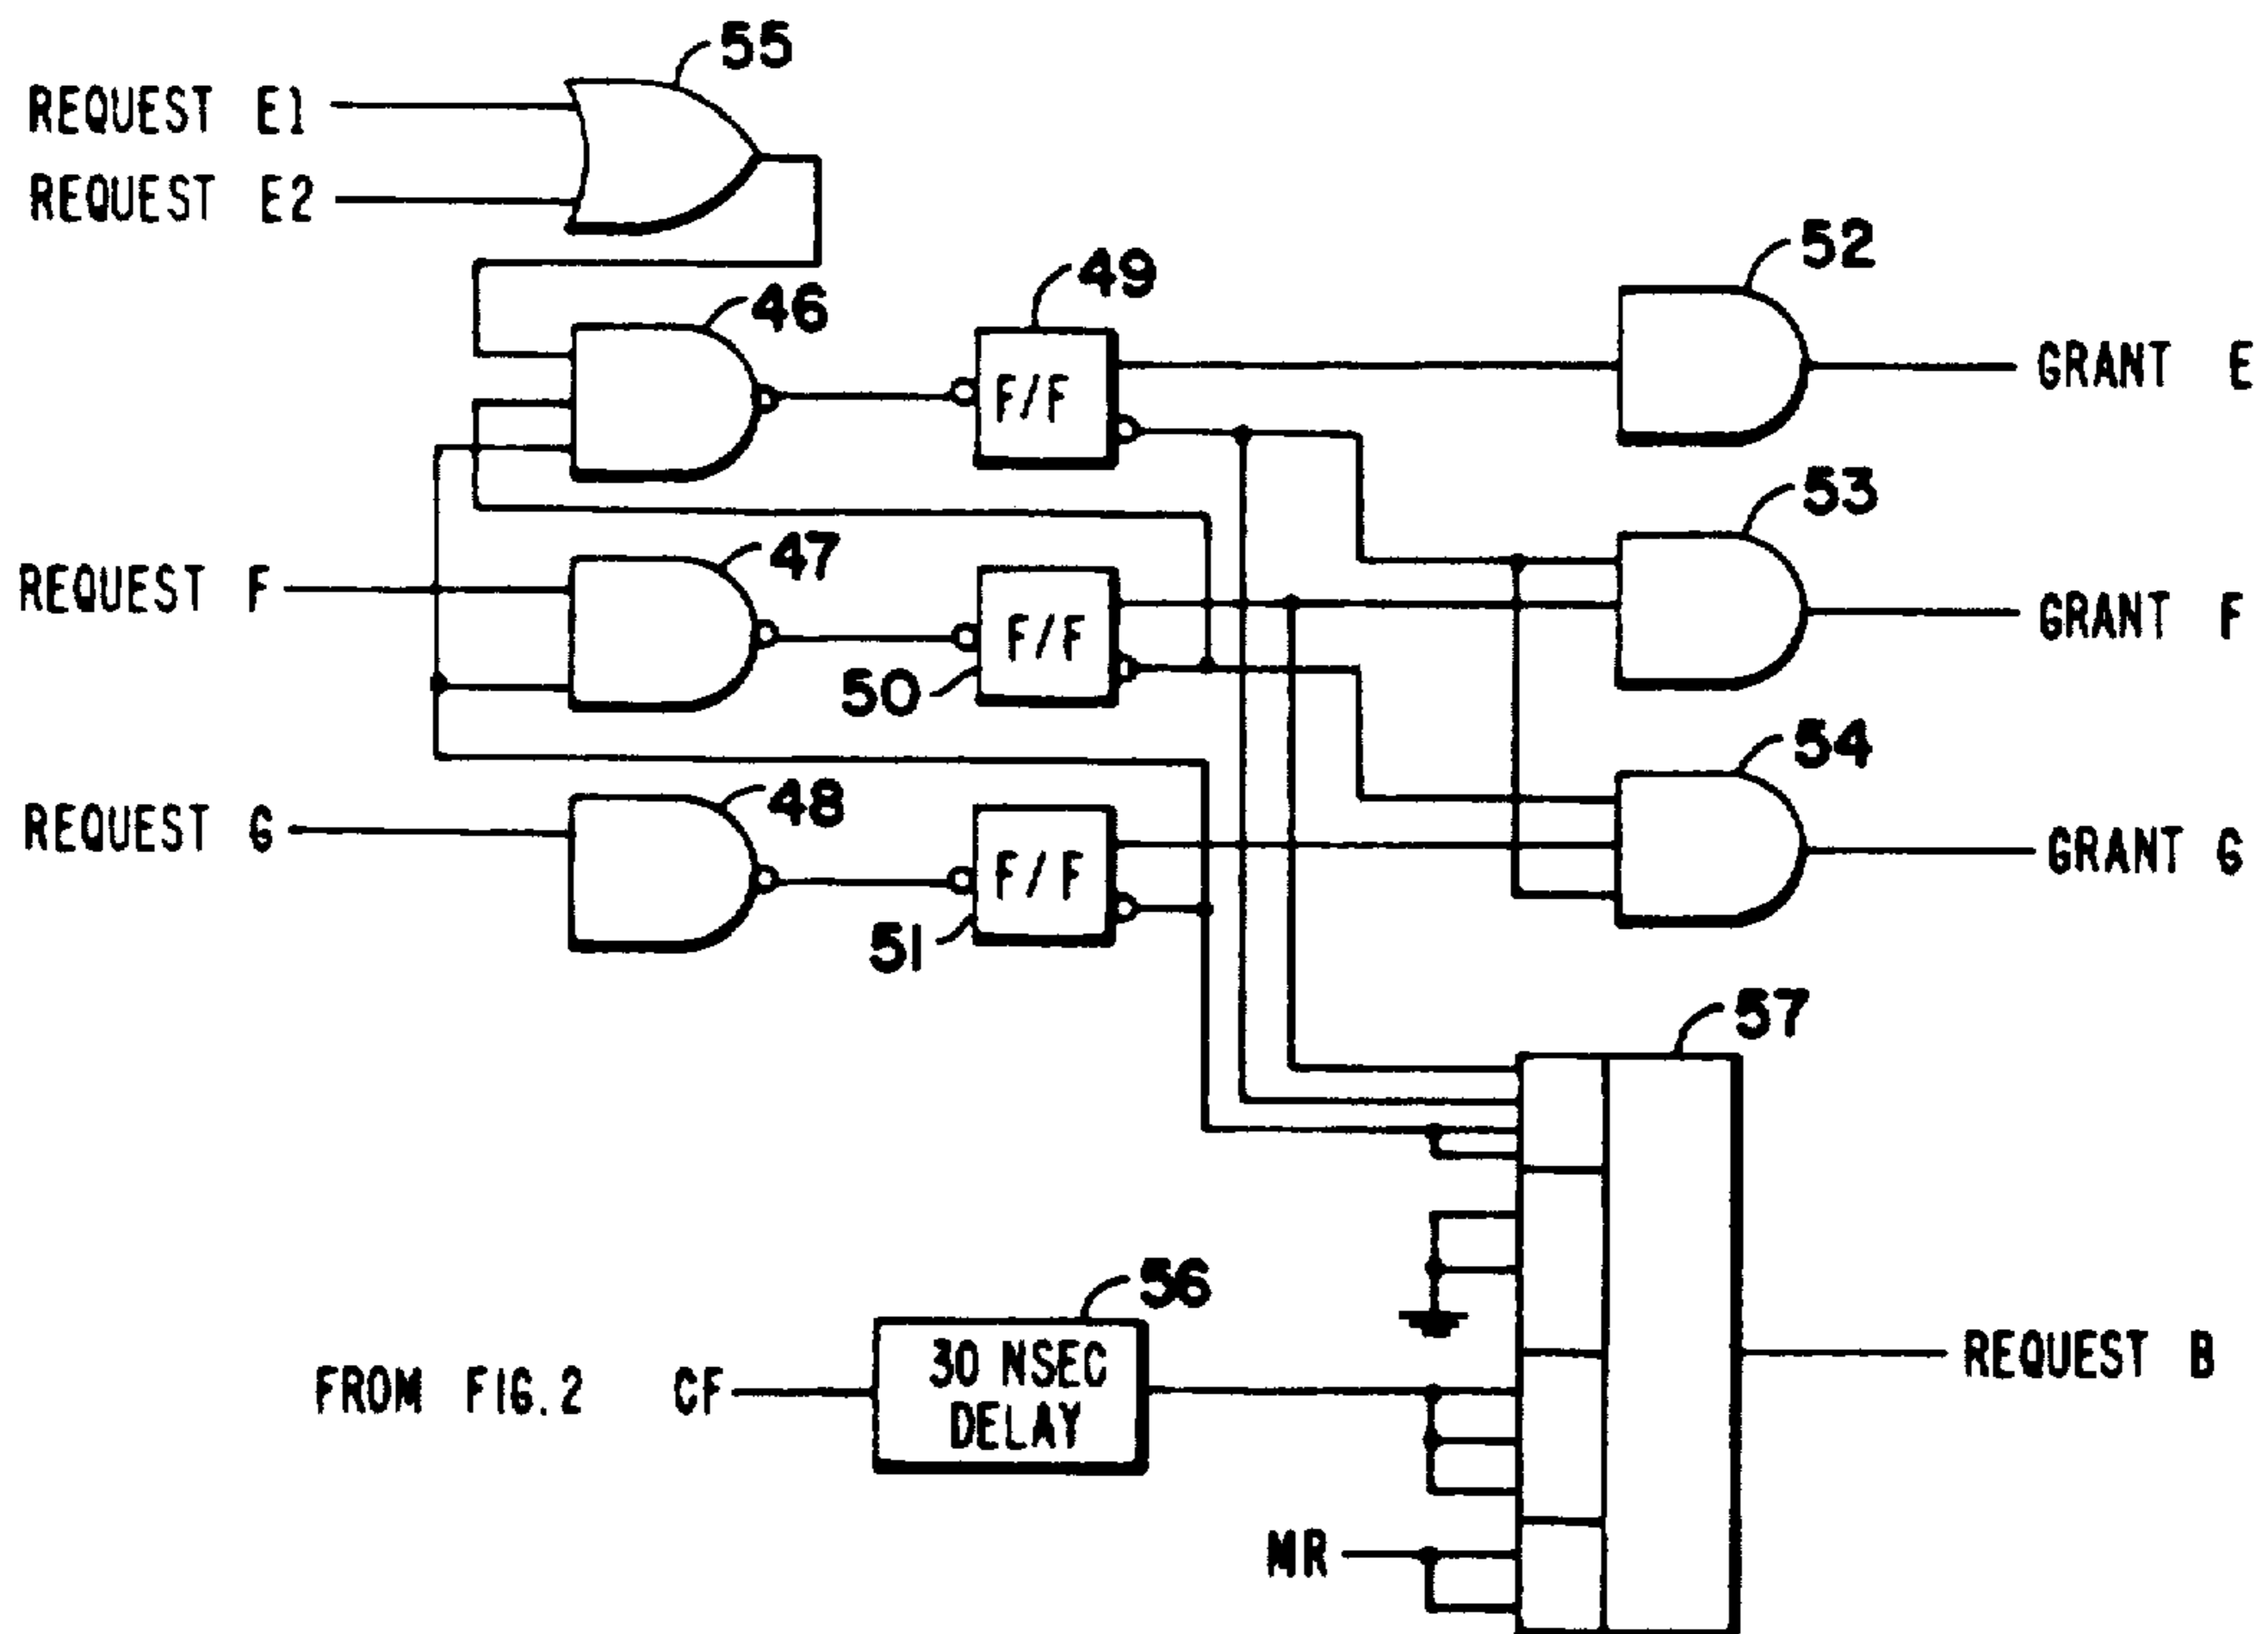 55
REQUEST E1
REQUEST E2
52
49
46
GRANT E
F/F
53
47
REQUEST F
F/F
GRANT F
50
54
48
REQUEST G
F/F
GRANT G
51
57
56
30 NSEC
DELAY
REQUEST B
FROM FIG. 2 CF
MR